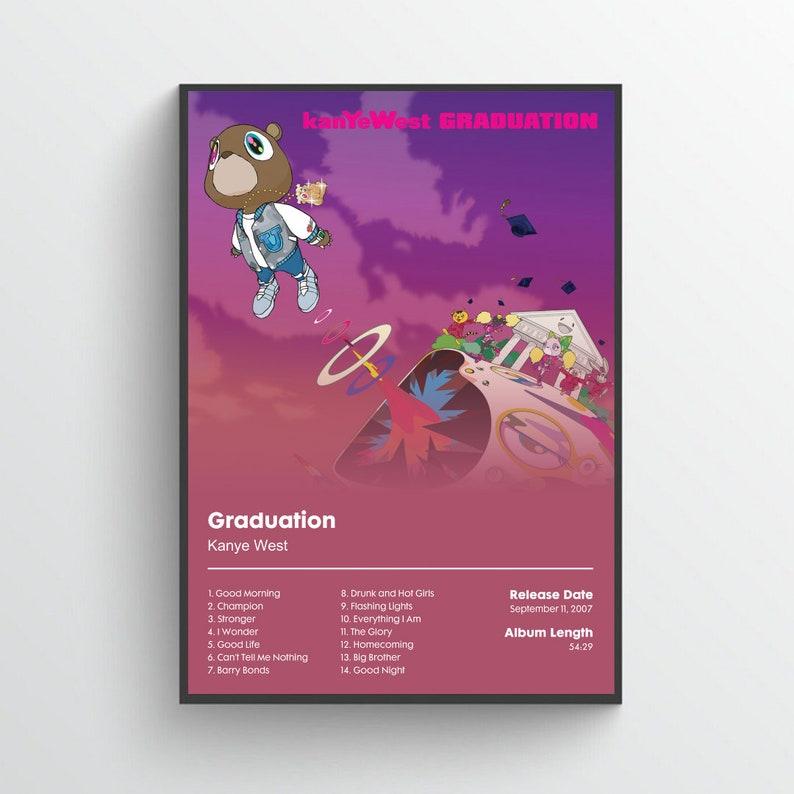 kanYeWest GRADUATION
U
Graduation
Kanye West
1. Good Morning
2. Champion
3. Stronger
4. I Wonder
5. Good Life
6. Can't Tell Me Nothing
7. Barry Bonds
8. Drunk and Hot Girls
9. Flashing Lights
10. Everything I Am
11. The Glory
12. Homecoming
13. Big Brother
14. Good Night
Release Date
September 11, 2007
Album Length
54:29